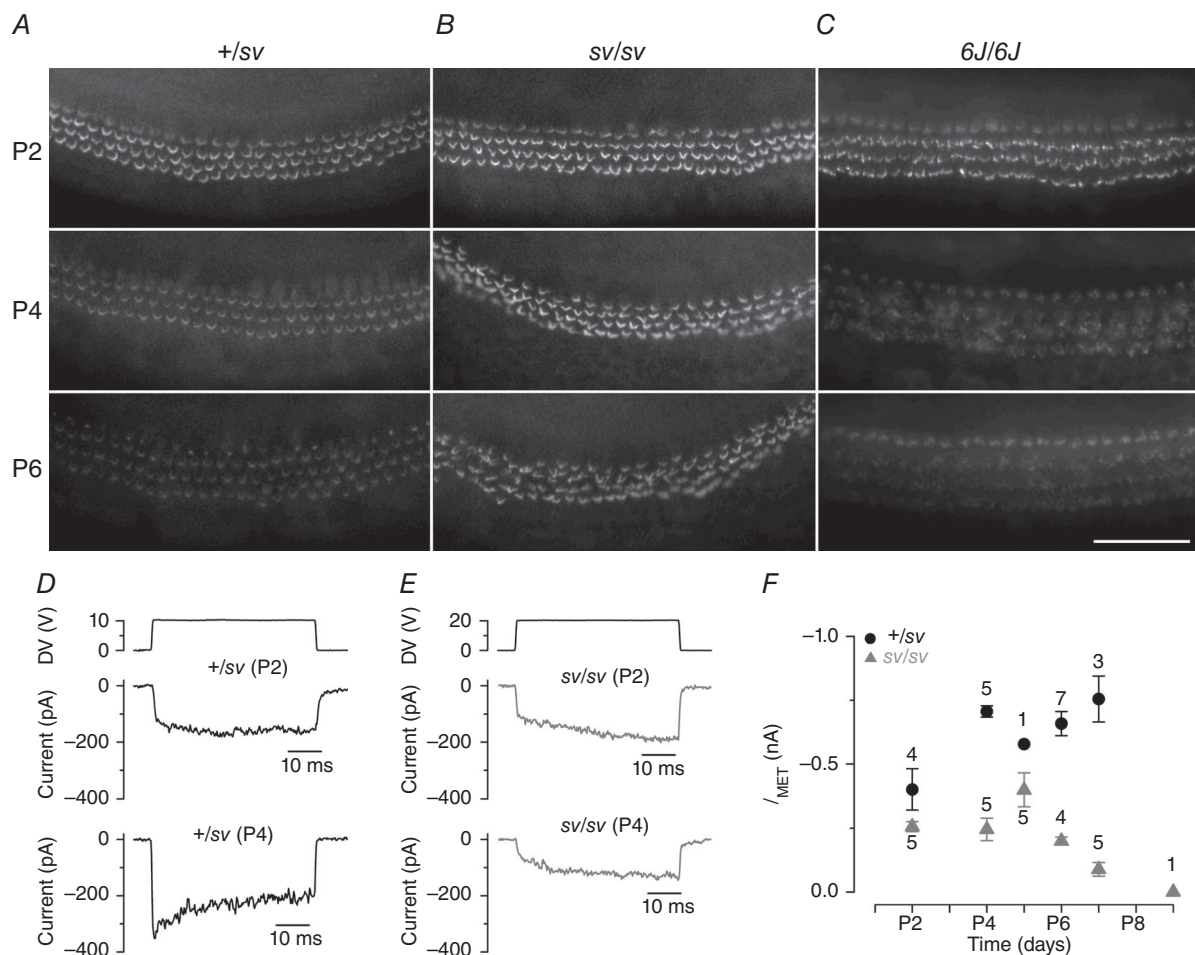 A B C
+/sv sv/sv 6J/6J
P2
P4
P6
D E F
DV (V) 10 0
+/sv (P2)
Current (pA) 0 −200 −400
10 ms
+/sv (P4)
Current (pA) 0 −200 −400
10 ms
DV (V) 20 0
sv/sv (P2)
Current (pA) 0 −200 −400
10 ms
sv/sv (P4)
Current (pA) 0 −200 −400
10 ms
+/sv
sv/sv
IMET (nA)
−1.0
−0.5
0.0
4 5 1 7 3
5 5 5 4 5 1
P2 P4 P6 P8
Time (days)